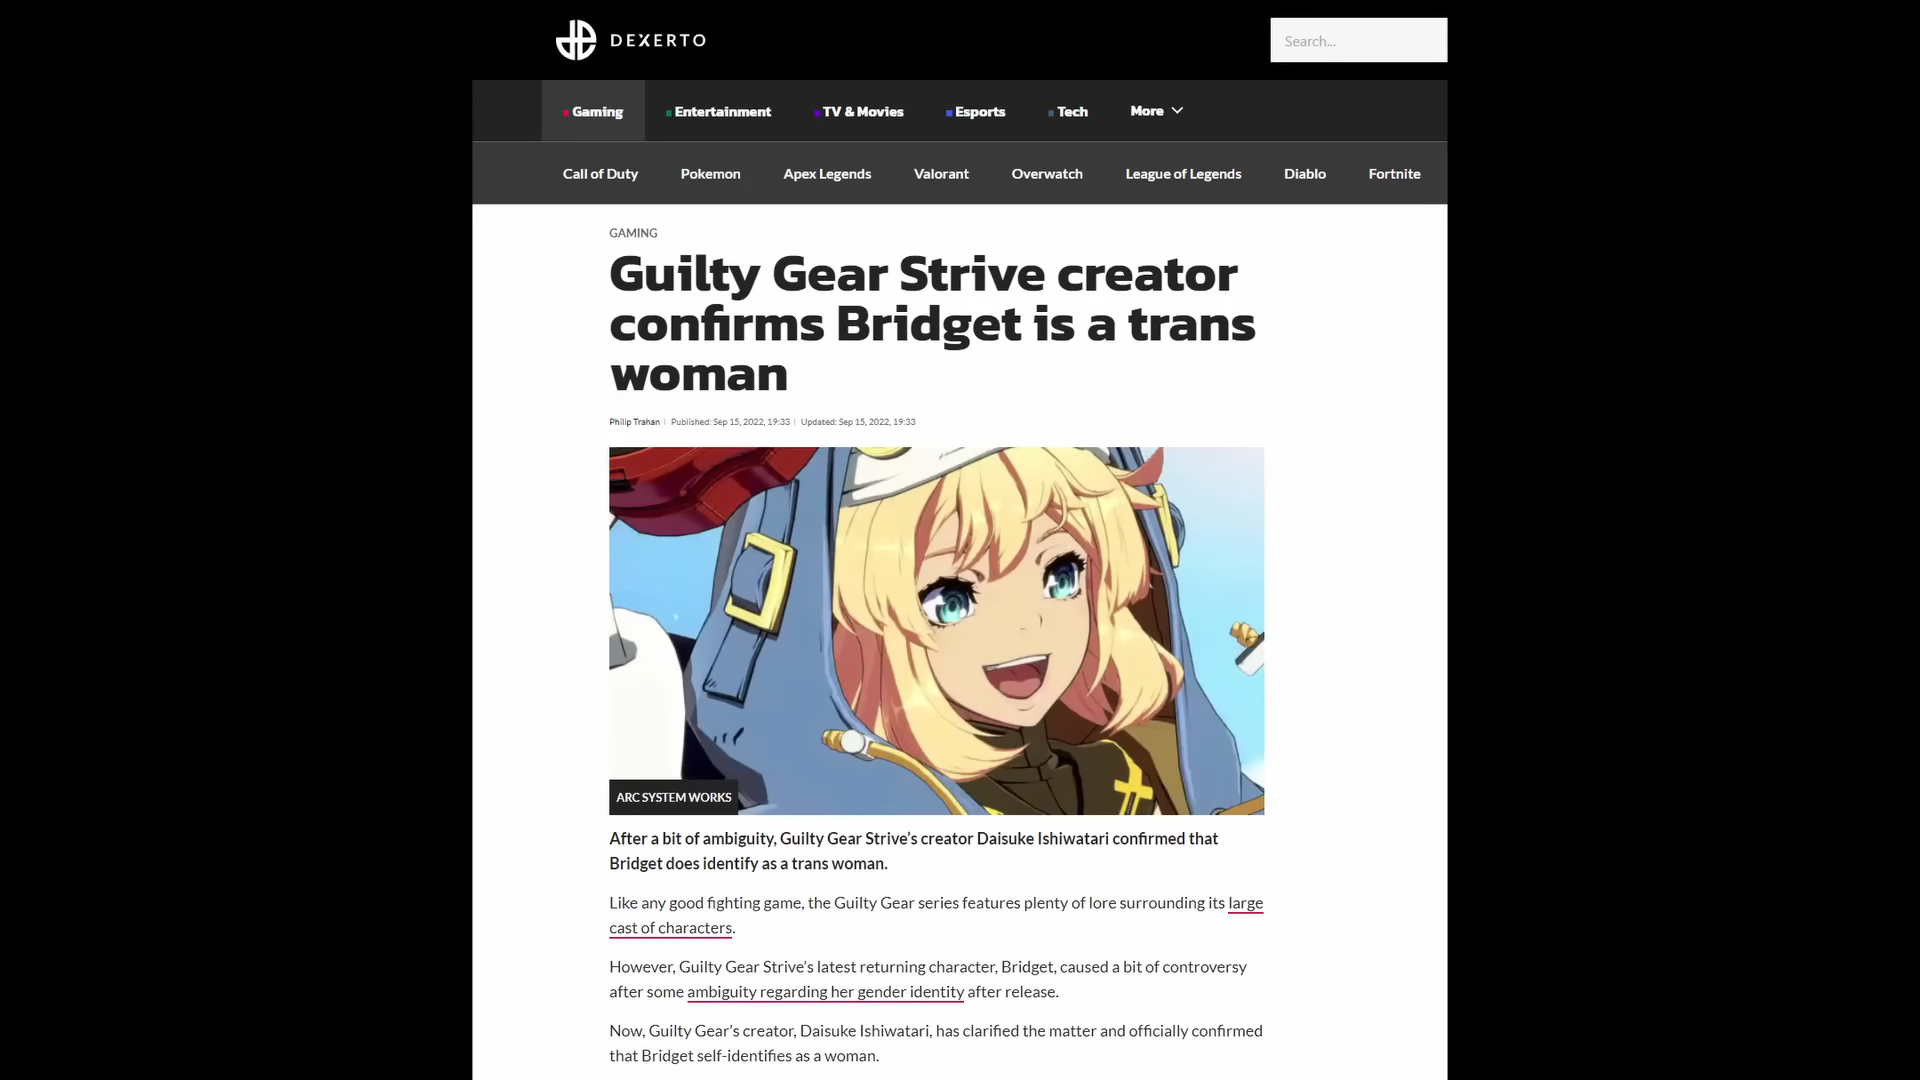 DEXERTO
Search...
Gaming
Entertainment
TV & Movies
Esports
Tech
More
Call of Duty
Pokemon
Apex Legends
Valorant
Overwatch
League of Legends
Diablo
Fortnite
GAMING
Guilty Gear Strive creator
confirms Bridget is a trans
woman
Philip Trahan | Published: Sep 15, 2022, 19:33 | Updated: Sep 15, 2022, 19:33
ARC SYSTEM WORKS
After a bit of ambiguity, Guilty Gear Strive’s creator Daisuke Ishiwatari confirmed that
Bridget does identify as a trans woman.
Like any good fighting game, the Guilty Gear series features plenty of lore surrounding its large
cast of characters.
However, Guilty Gear Strive’s latest returning character, Bridget, caused a bit of controversy
after some ambiguity regarding her gender identity after release.
Now, Guilty Gear’s creator, Daisuke Ishiwatari, has clarified the matter and officially confirmed
that Bridget self-identifies as a woman.